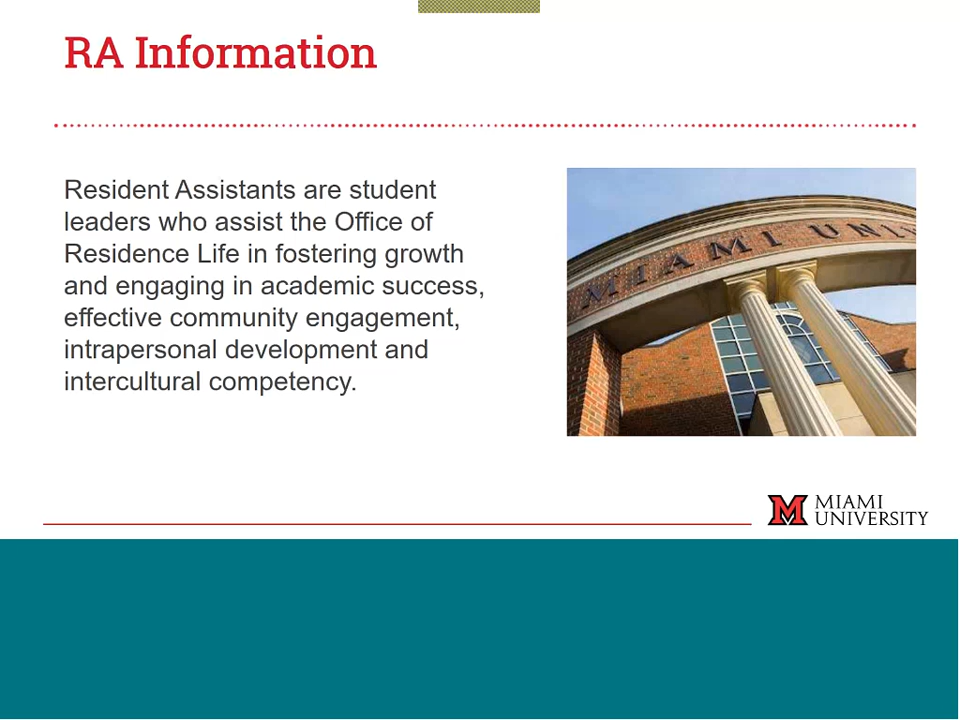 RA Information
Resident Assistants are student
leaders who assist the Office of
Residence Life in fostering growth
and engaging in academic success,
effective community engagement,
intrapersonal development and
intercultural competency.
MIAMI UNI
M MIAMI
UNIVERSITY